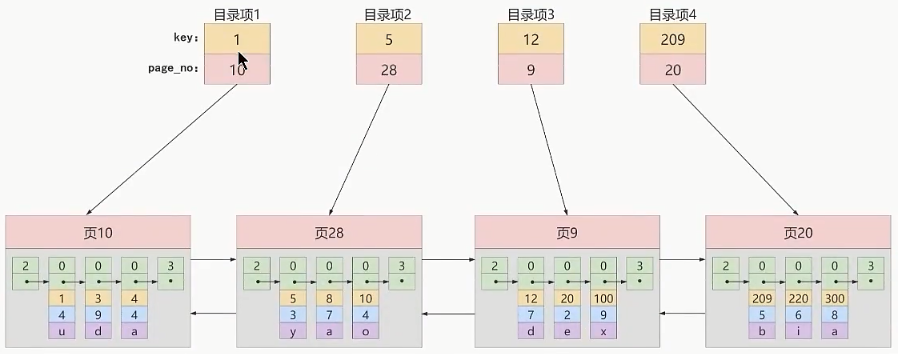 目录项1 目录项2 目录项3 目录项4
key: 1 5 12 209
page_no: 10 28 9 20
页10 页28 页9 页20
2 0 0 0 3 2 0 0 0 3 2 0 0 0 3 2 0 0 0 3
1 3 4 5 8 10 12 20 100 209 220 300
4 9 4 3 7 4 7 2 9 5 6 8
u d a y a o d e x b i a